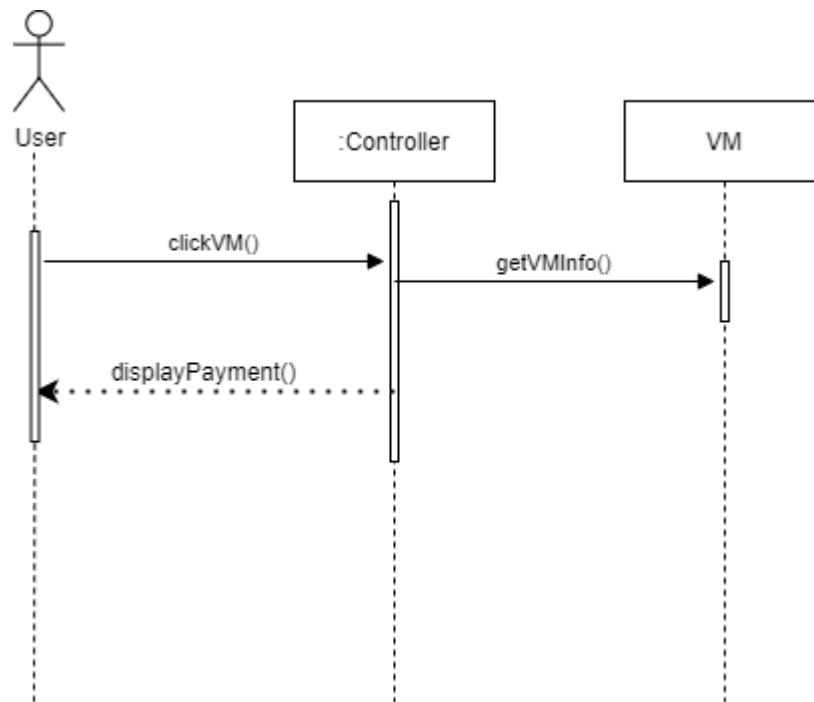 User
:Controller
VM
clickVM()
getVMInfo()
displayPayment()